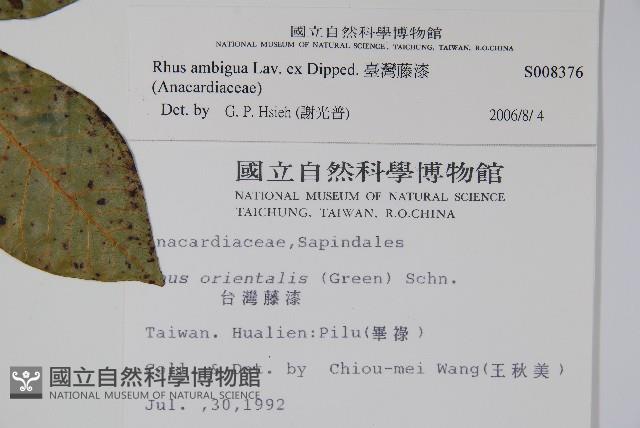 國立自然科學博物館
NATIONAL MUSEUM OF NATURAL SCIENCE, TAICHUNG, TAIWAN, R.O.CHINA
Rhus ambigua Lav. ex Dipped. 臺灣藤漆 S008376
(Anacardiaceae)
Det. by G. P. Hsieh (謝光普) 2006/8/ 4
國立自然科學博物館
NATIONAL MUSEUM OF NATURAL SCIENCE
TAICHUNG, TAIWAN, R.O.CHINA
nacardiaceae,Sapindales
us orientalis (Green) Schn.
台灣藤漆
Taiwan. Hualien:Pilu(畢祿)
Coll. & Det. by Chiou-mei Wang(王秋美)
國立自然科學博物館
NATIONAL MUSEUM OF NATURAL SCIENCE
Jul. ,30,1992